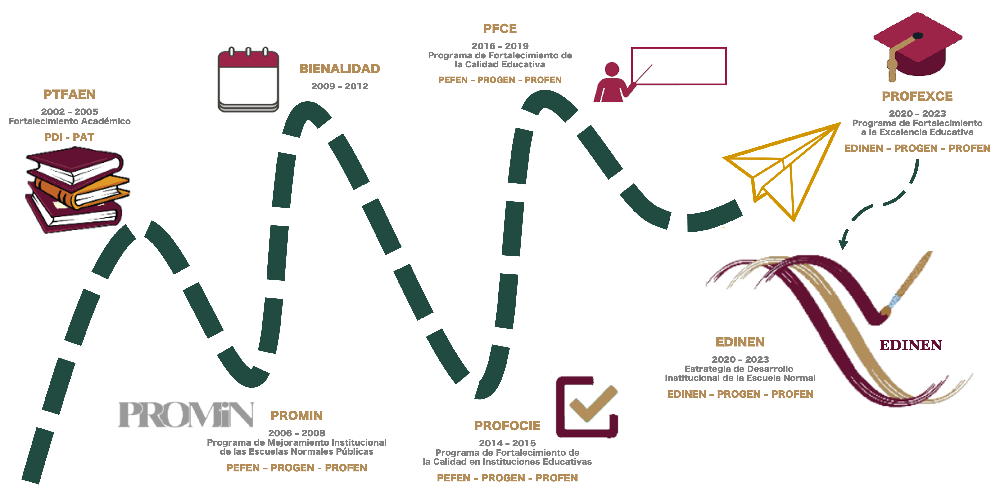 PTFAEN
2002 – 2005
Fortalecimiento Académico
PDI - PAT
PROMiN
PROMIN
2006 – 2008
Programa de Mejoramiento Institucional
de las Escuelas Normales Públicas
PEFEN – PROGEN - PROFEN
BIENALIDAD
2009 – 2012
PROFOCIE
2014 – 2015
Programa de Fortalecimiento de
la Calidad en Instituciones Educativas
PEFEN – PROGEN - PROFEN
PFCE
2016 – 2019
Programa de Fortalecimiento de
la Calidad Educativa
PEFEN – PROGEN - PROFEN
PROFEXCE
2020 – 2023
Programa de Fortalecimiento
a la Excelencia Educativa
EDINEN – PROGEN - PROFEN
EDINEN
2020 – 2023
Estrategia de Desarrollo
Institucional de la Escuela Normal
EDINEN – PROGEN - PROFEN
EDINEN